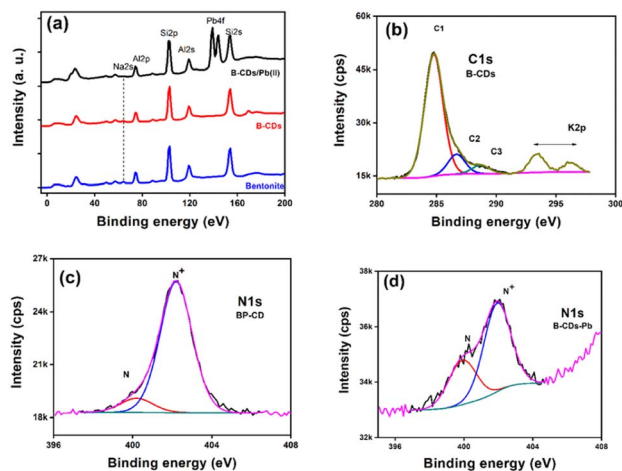 (a)
Pb4f
Si2p
Si2s
Al2s
Al2p
Na2s
B-CDs/Pb(II)
B-CDs
Bentonite
Intensity (a. u.)
0 40 80 120 160 200
Binding energy (eV)
(b)
C1
C1s
B-CDs
C2
C3
K2p
Intensity (cps)
60k
45k
30k
15k
280 285 290 295 300
Binding energy (eV)
(c)
N+
N1s
BP-CD
N
Intensity (cps)
27k
24k
21k
18k
396 400 404 408
Binding energy (eV)
(d)
N+
N1s
B-CDs-Pb
N
Intensity (cps)
38k
36k
34k
32k
396 400 404 408
Binding energy (eV)